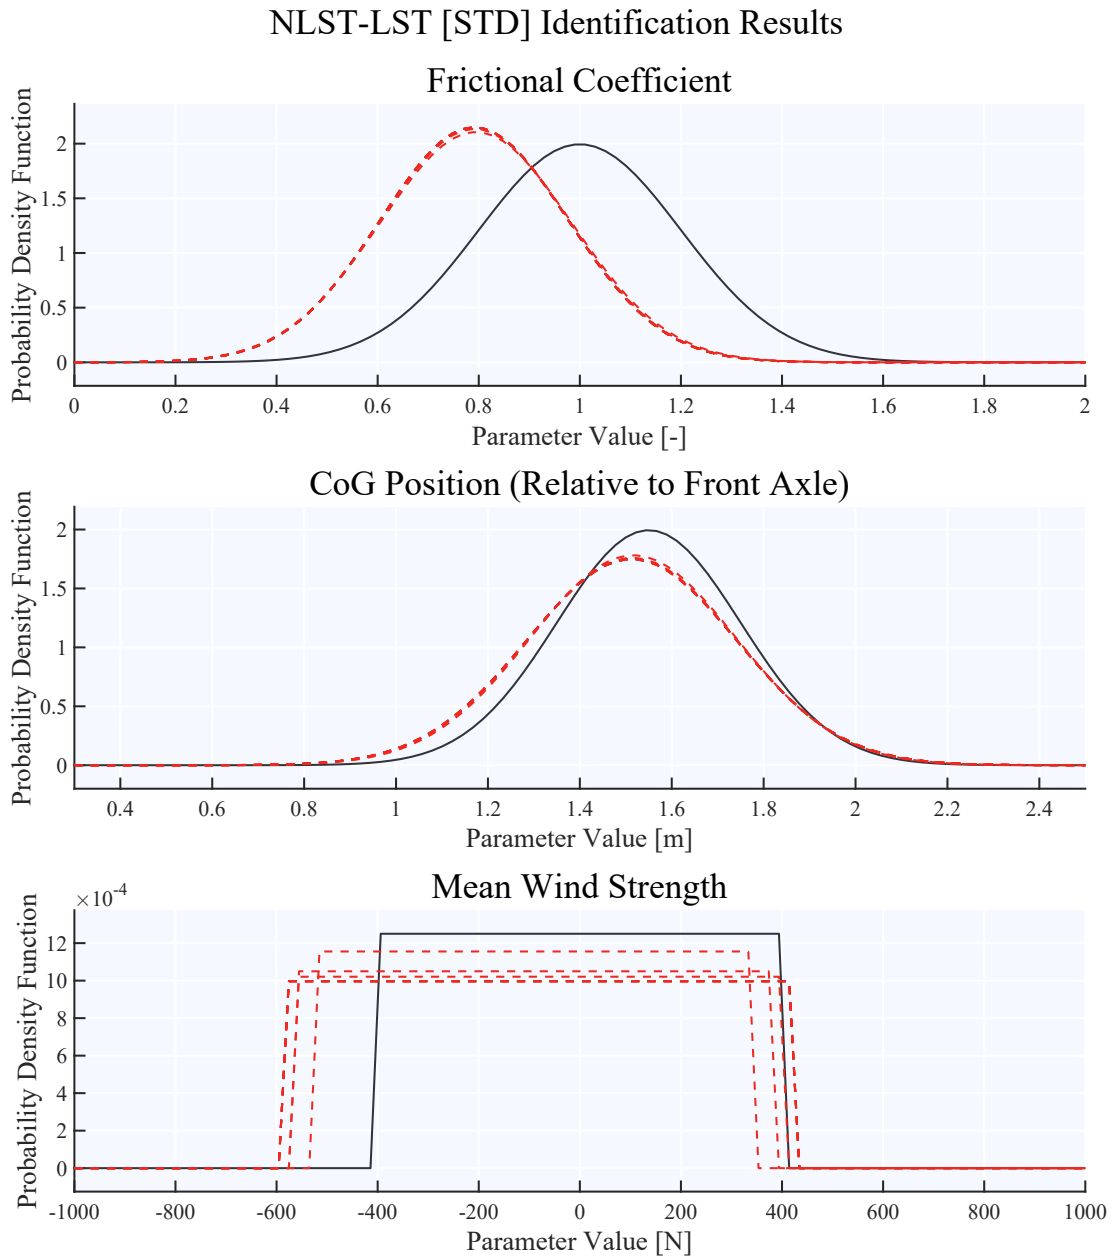 NLST-LST [STD] Identification Results
Frictional Coefficient
Probability Density Function
2
1.5
1
0.5
0
0 0.2 0.4 0.6 0.8 1 1.2 1.4 1.6 1.8 2
Parameter Value [-]
CoG Position (Relative to Front Axle)
Probability Density Function
2
1.5
1
0.5
0
0.4 0.6 0.8 1 1.2 1.4 1.6 1.8 2 2.2 2.4
Parameter Value [m]
Mean Wind Strength
×10-4
Probability Density Function
12
10
8
6
4
2
0
-1000 -800 -600 -400 -200 0 200 400 600 800 1000
Parameter Value [N]